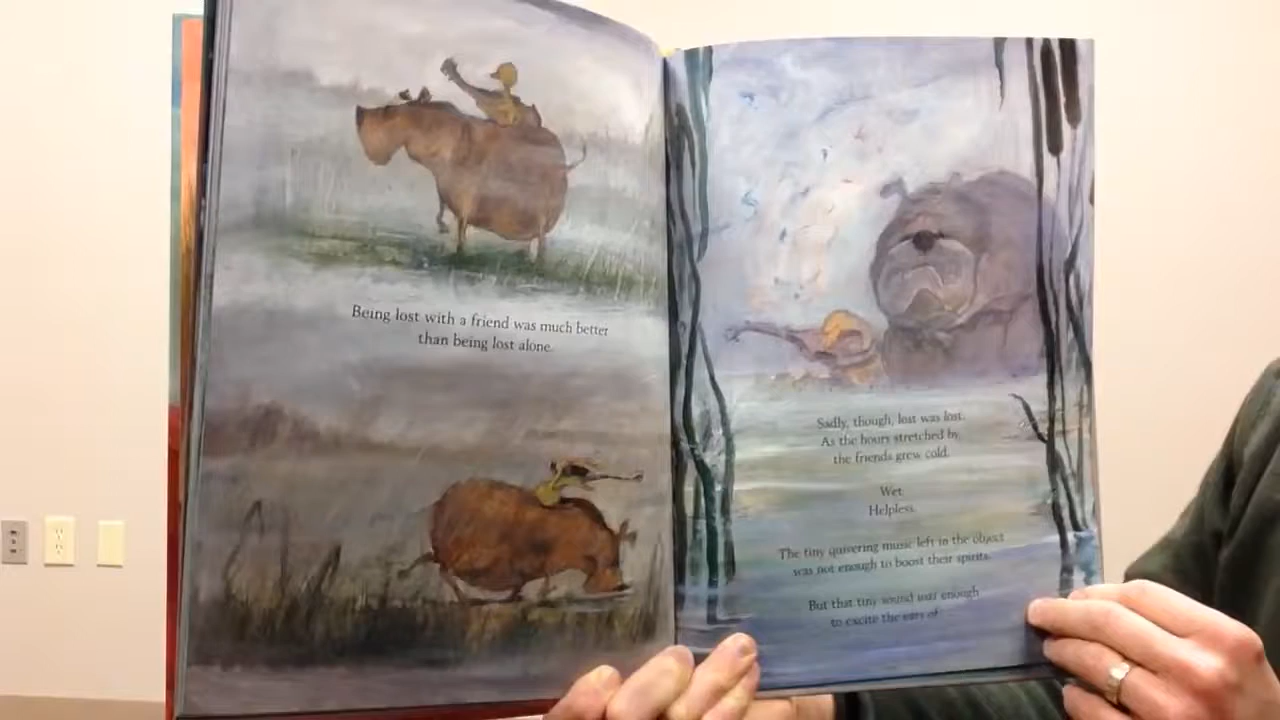 Being lost with a friend was much better
than being lost alone.
Sadly, though, lost was lost.
As the hours stretched by
the friends grew cold.
Wet.
Helpless.
The tiny quivering music left in the object
was not enough to boost their spirits.
But that tiny sound was enough
to excite the ears of